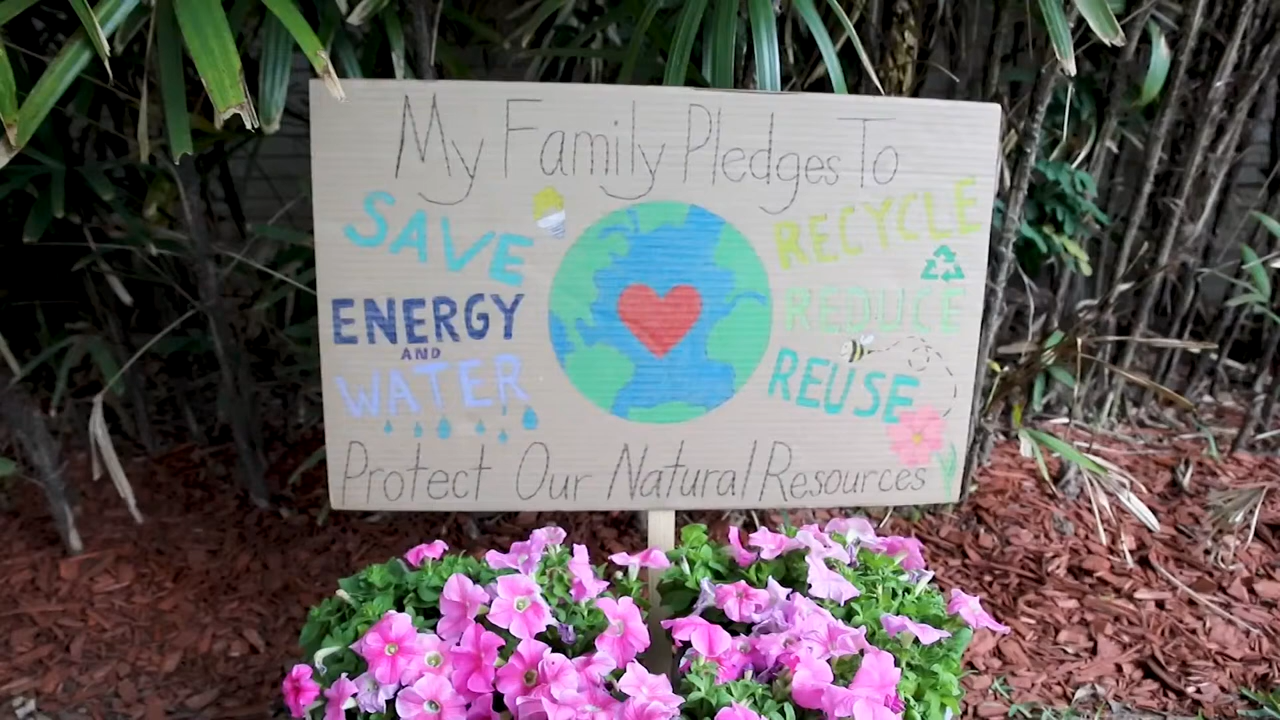 My Family Pledges To
SAVE
ENERGY
AND
WATER
RECYCLE
REDUCE
REUSE
Protect Our Natural Resources